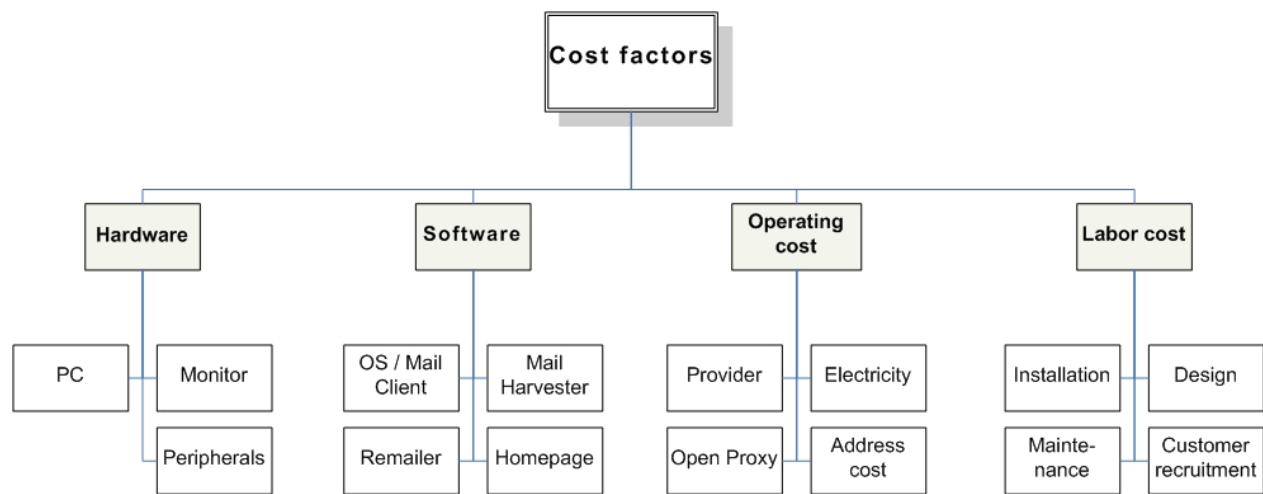 Cost factors
Hardware
Software
Operating
cost
Labor cost
PC
Monitor
OS / Mail
Client
Mail
Harvester
Provider
Electricity
Installation
Design
Peripherals
Remailer
Homepage
Open Proxy
Address
cost
Mainte-
nance
Customer
recruitment